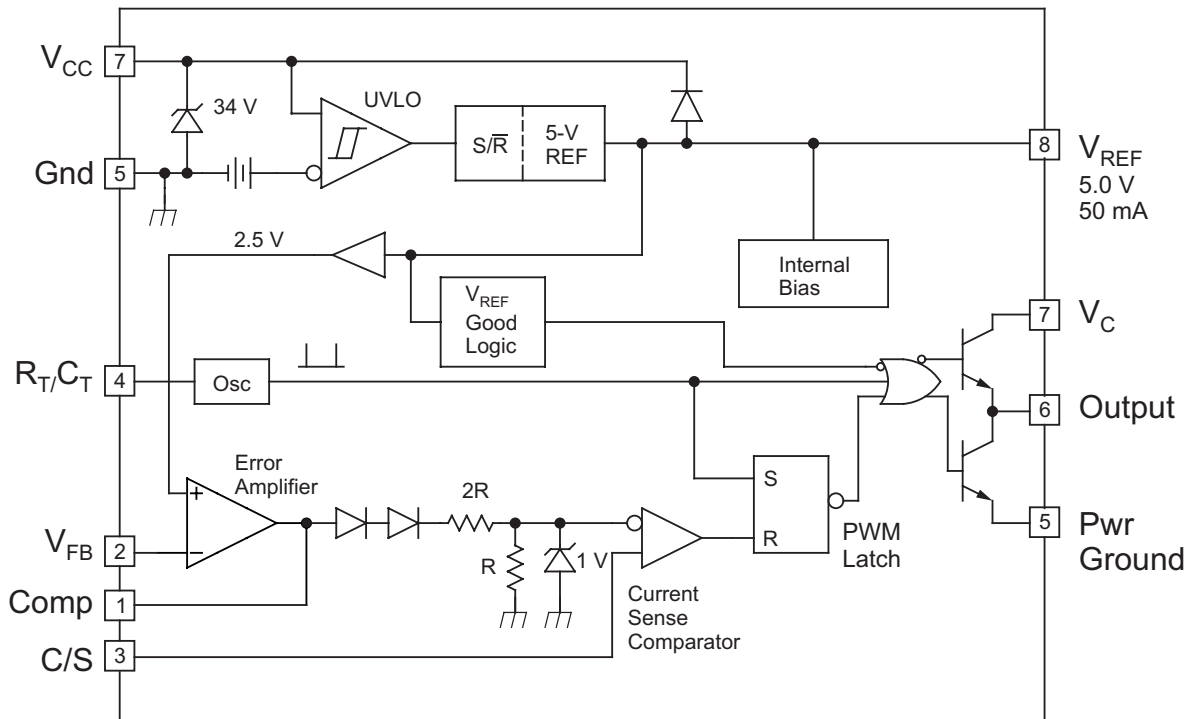 VCC
7
34 V
UVLO
S/R̅
5-V
REF
8
VREF
5.0 V
50 mA
Gnd
5
2.5 V
VREF
Good
Logic
Internal
Bias
7
VC
RT/CT
4
Osc
6
Output
Error
Amplifier
+
−
2R
R
1 V
S
R
PWM
Latch
5
Pwr
Ground
VFB
2
Comp
1
C/S
3
Current
Sense
Comparator